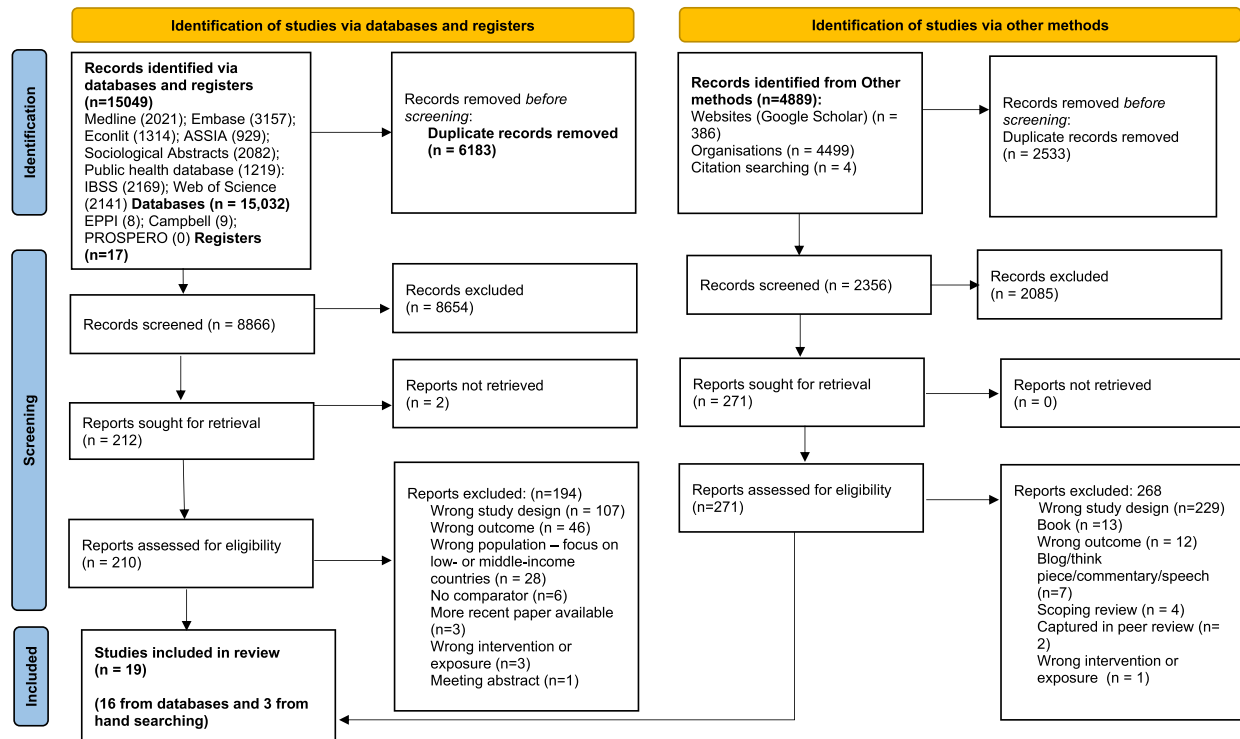 Identification of studies via databases and registers
Identification of studies via other methods
Identification
Records identified via
databases and registers
(n=15049)
Medline (2021); Embase (3157);
Econlit (1314); ASSIA (929);
Sociological Abstracts (2082);
Public health database (1219):
IBSS (2169); Web of Science
(2141) Databases (n = 15,032)
EPPI (8); Campbell (9);
PROSPERO (0) Registers
(n=17)
Records removed before
screening:
Duplicate records removed
(n = 6183)
Records identified from Other
methods (n=4889):
Websites (Google Scholar) (n =
386)
Organisations = 4499)
Citation searching (n = 4)
Records removed before
screening:
Duplicate records removed
(n = 2533)
Screening
Records screened (n = 8866)
Records excluded
(n = 8654)
Records screened (n = 2356)
Records excluded
(n = 2085)
Reports sought for retrieval
(n = 212)
Reports not retrieved
(n = 2)
Reports sought for retrieval
(n = 271)
Reports not retrieved
(n = 0)
Reports assessed for eligibility
(n = 210)
Reports excluded: (n=194)
Wrong study design (n = 107)
Wrong outcome (n = 46)
Wrong population – focus on
low- or middle-income
countries (n = 28)
No comparator (n=6)
More recent paper available
(n=3)
Wrong intervention or
exposure (n=3)
Meeting abstract (n=1)
Reports assessed for eligibility
(n=271)
Reports excluded: 268
Wrong study design (n=229)
Book (n =13)
Wrong outcome (n = 12)
Blog/think
piece/commentary/speech
(n=7)
Scoping review (n = 4)
Captured in peer review (n=
2)
Wrong intervention or
exposure (n = 1)
Included
Studies included in review
(n = 19)
(16 from databases and 3 from
hand searching)